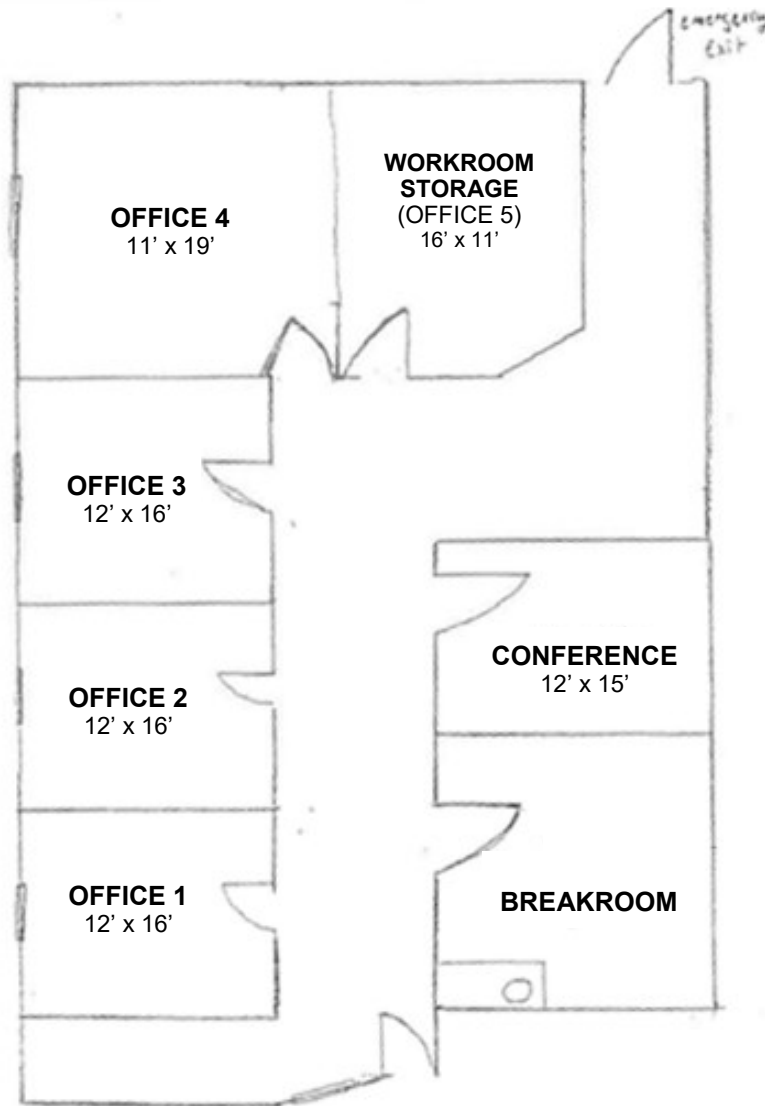 emergency
Exit
WORKROOM
STORAGE
(OFFICE 5)
16’ x 11’
OFFICE 4
11’ x 19’
OFFICE 3
12’ x 16’
CONFERENCE
12’ x 15’
OFFICE 2
12’ x 16’
OFFICE 1
12’ x 16’
BREAKROOM